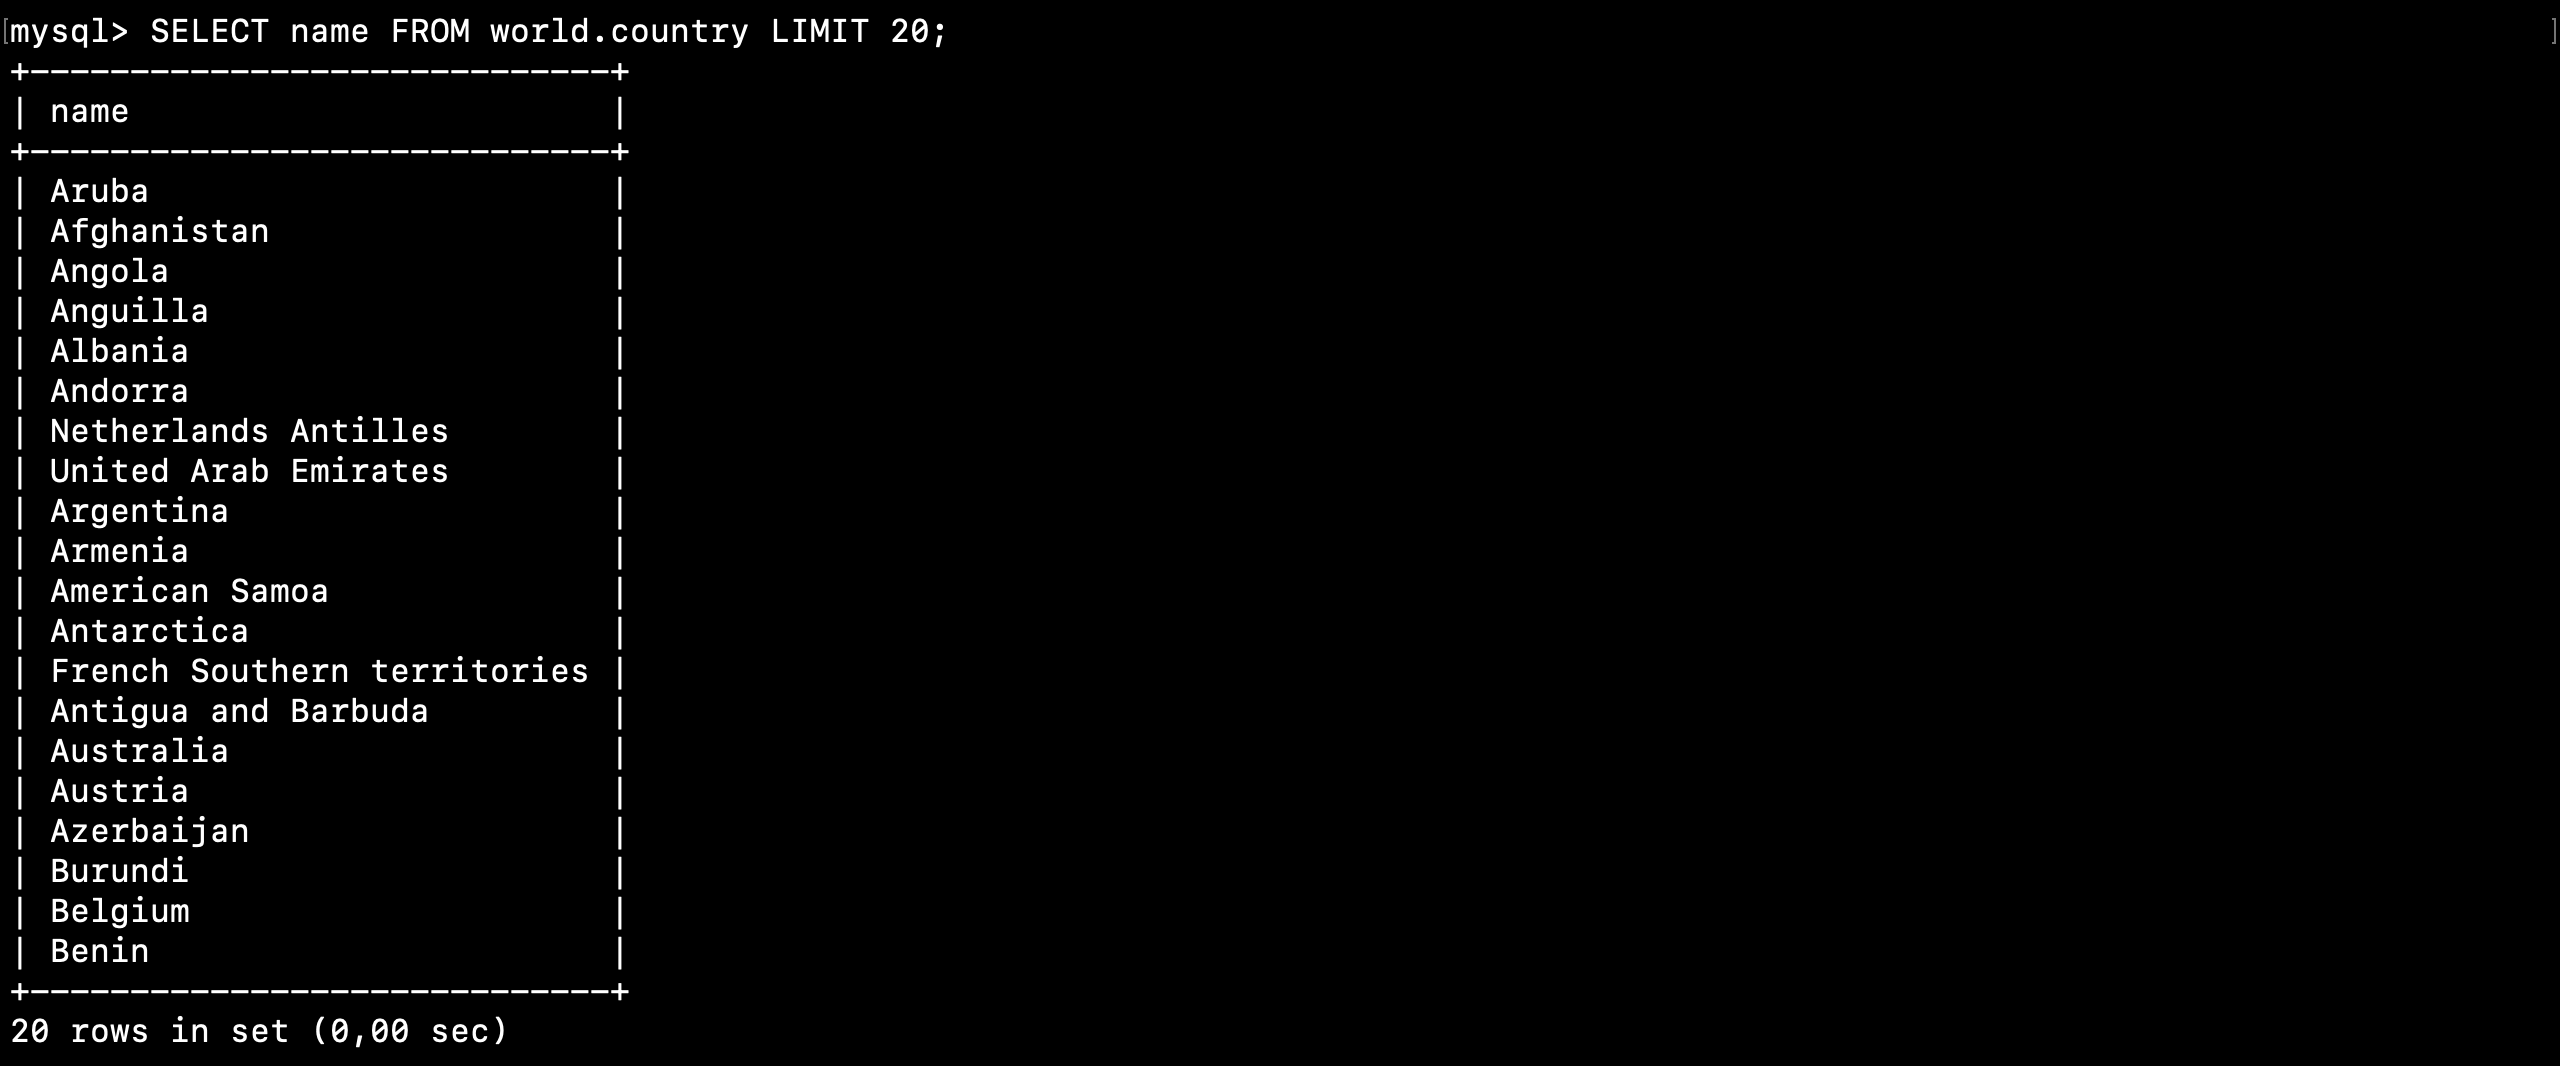 mysql> SELECT name FROM world.country LIMIT 20;
+-----------------------------+
| name                        |
+-----------------------------+
| Aruba                       |
| Afghanistan                 |
| Angola                      |
| Anguilla                    |
| Albania                     |
| Andorra                     |
| Netherlands Antilles        |
| United Arab Emirates        |
| Argentina                   |
| Armenia                     |
| American Samoa              |
| Antarctica                  |
| French Southern territories |
| Antigua and Barbuda         |
| Australia                   |
| Austria                     |
| Azerbaijan                  |
| Burundi                     |
| Belgium                     |
| Benin                       |
+-----------------------------+
20 rows in set (0,00 sec)